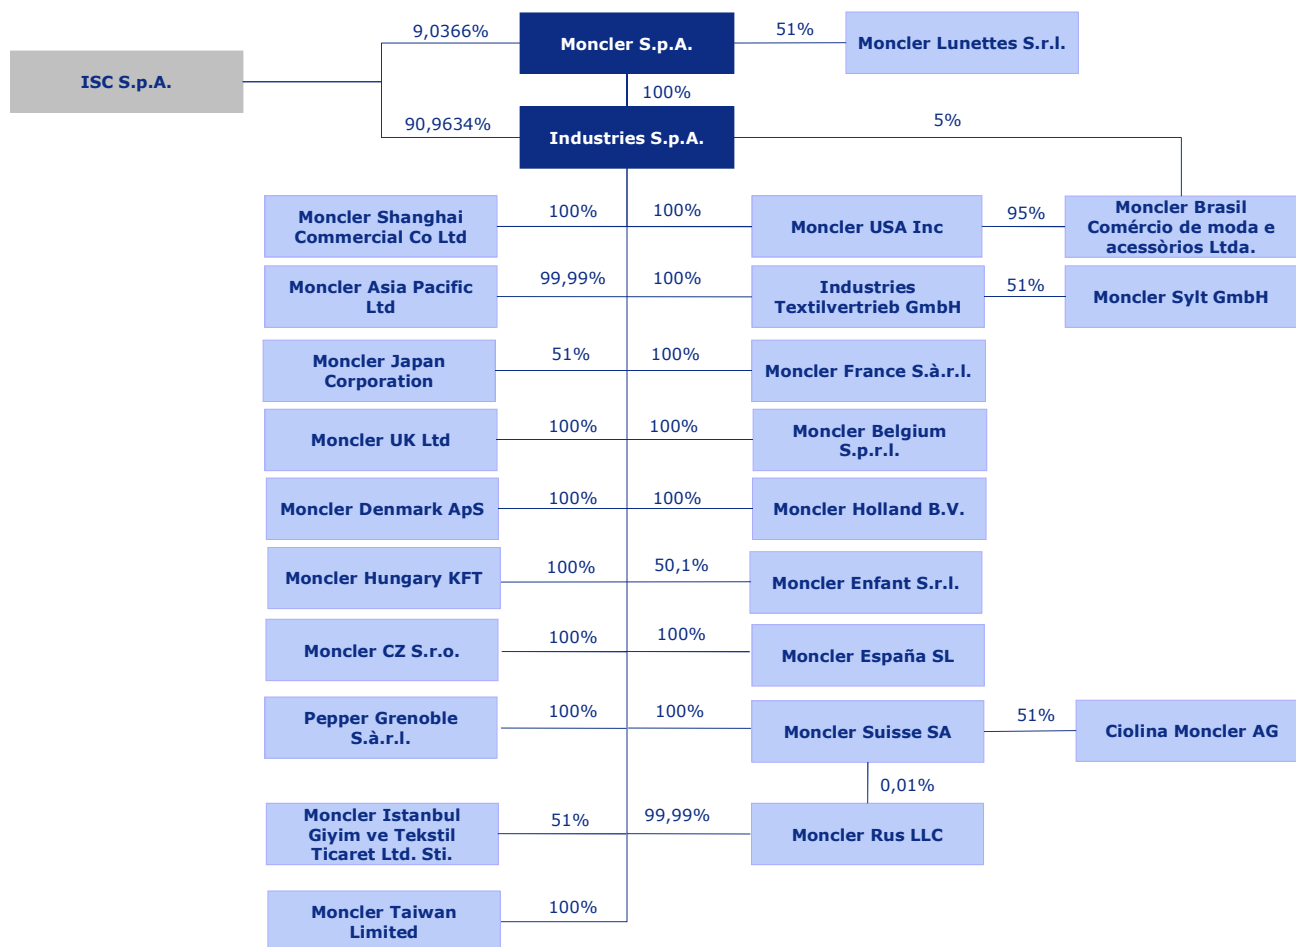 9,0366%
Moncler S.p.A.
51%
Moncler Lunettes S.r.l.
ISC S.p.A.
100%
90,9634%
Industries S.p.A.
5%
Moncler Shanghai
Commercial Co Ltd
100%
100%
Moncler USA Inc
95%
Moncler Brasil
Comércio de moda e
acessòrios Ltda.
Moncler Asia Pacific
Ltd
99,99%
100%
Industries
Textilvertrieb GmbH
51%
Moncler Sylt GmbH
Moncler Japan
Corporation
51%
100%
Moncler France S.à.r.l.
Moncler UK Ltd
100%
100%
Moncler Belgium
S.p.r.l.
Moncler Denmark ApS
100%
100%
Moncler Holland B.V.
Moncler Hungary KFT
100%
50,1%
Moncler Enfant S.r.l.
Moncler CZ S.r.o.
100%
100%
Moncler España SL
Pepper Grenoble
S.à.r.l.
100%
100%
Moncler Suisse SA
51%
Ciolina Moncler AG
0,01%
Moncler Istanbul
Giyim ve Tekstil
Ticaret Ltd. Sti.
51%
99,99%
Moncler Rus LLC
Moncler Taiwan
Limited
100%